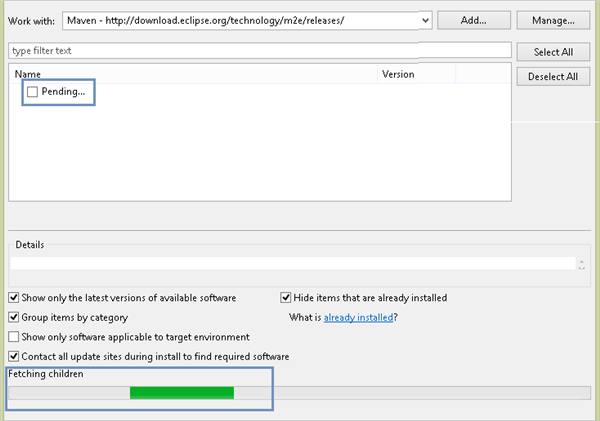 Work with: Maven - http://download.eclipse.org/technology/m2e/releases/ Add... Manage...
type filter text Select All
Name Version Deselect All
Pending...
Details
Show only the latest versions of available software Hide items that are already installed
Group items by category What is already installed?
Show only software applicable to target environment
Contact all update sites during install to find required software
Fetching children